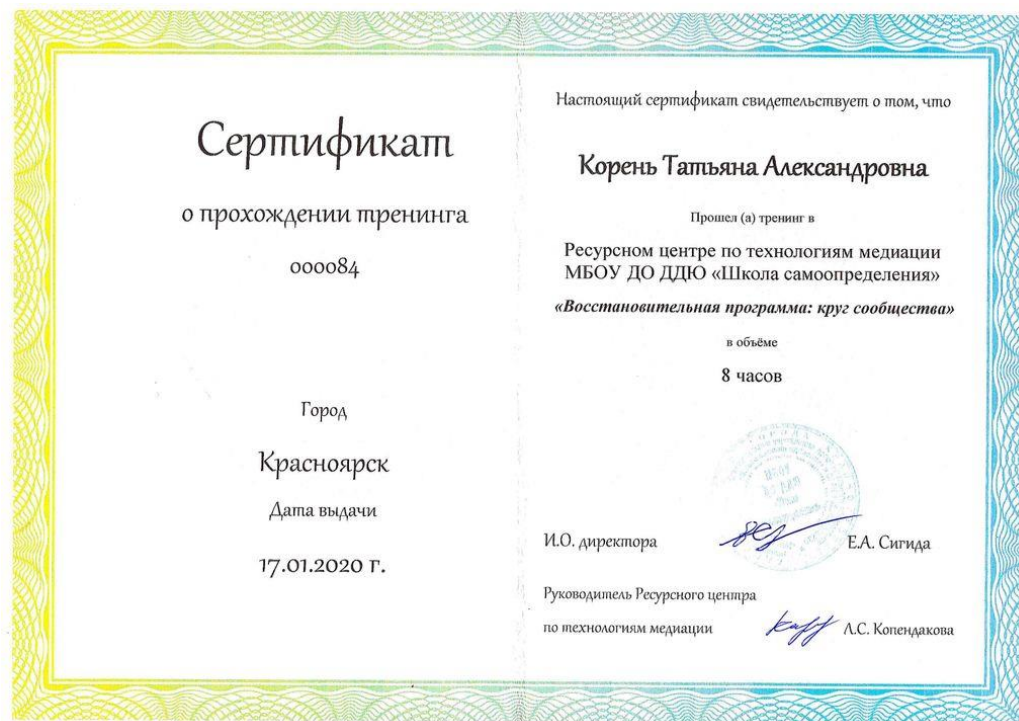 Сертификат
о прохождении тренинга
000084
Город
Красноярск
Дата выдачи
17.01.2020 г.
Настоящий сертификат свидетельствует о том, что
Корень Татьяна Александровна
Прошел (а) тренинг в
Ресурсном центре по технологиям медиации
МБОУ ДО ДДЮ «Школа самоопределения»
«Восстановительная программа: круг сообщества»
в объёме
8 часов
И.О. директора Е.А. Сигида
Руководитель Ресурсного центра
по технологиям медиации Л.С. Копендакова